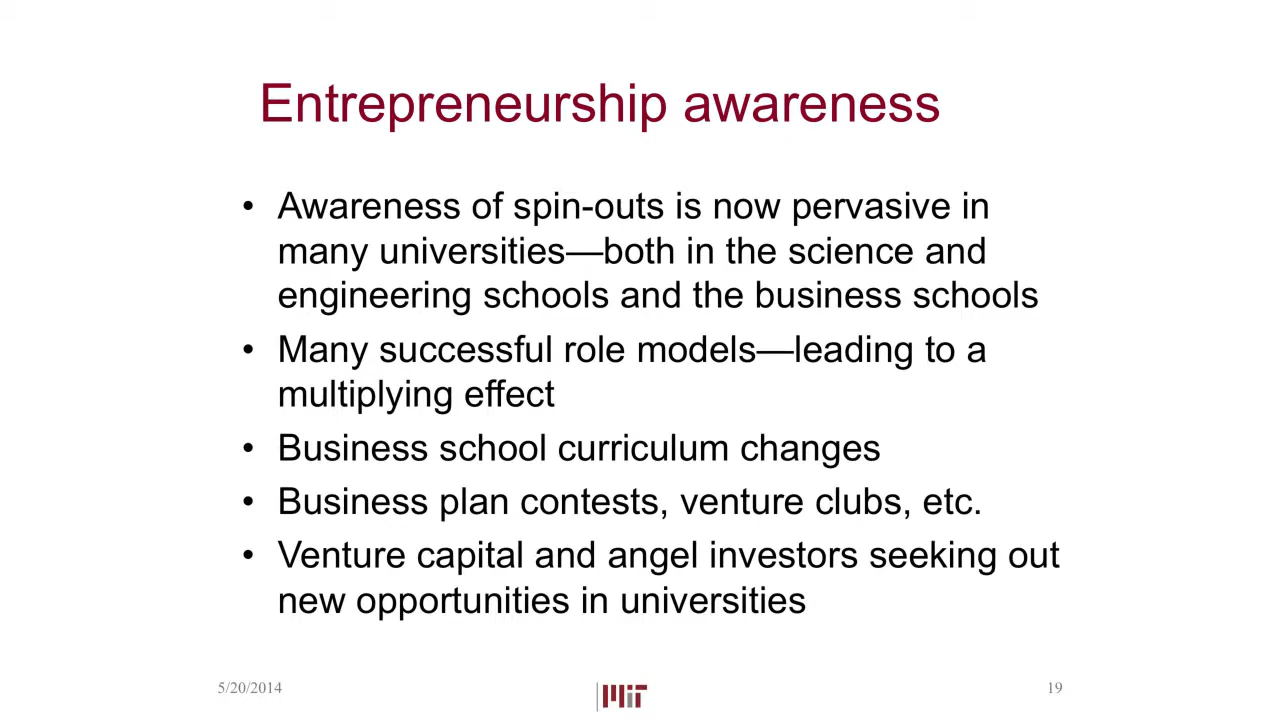 Entrepreneurship awareness
• Awareness of spin-outs is now pervasive in
many universities—both in the science and
engineering schools and the business schools
• Many successful role models—leading to a
multiplying effect
• Business school curriculum changes
• Business plan contests, venture clubs, etc.
• Venture capital and angel investors seeking out
new opportunities in universities
5/20/2014
MIT
19